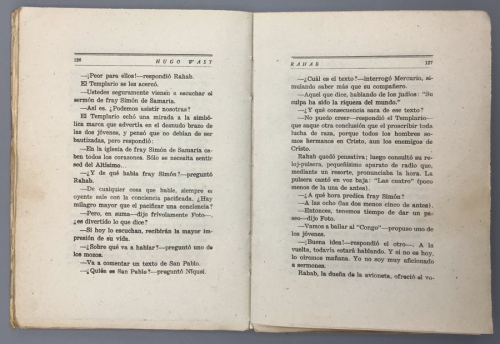 126 HUGO WAST
—¡Peor para ellos!—respondió Rahab.
El Templario se les acercó.
—Ustedes seguramente vienen a escuchar el
sermón de fray Simón de Samaria.
—Así es. ¿Podemos asistir nosotras?
El Templario echó una mirada a la simbó-
lica marca que advertía en el desnudo brazo de
las dos jóvenes, y pensó que no debían de ser
bautizadas, pero respondió:
—En la iglesia de fray Simón de Samaria ca-
ben todos los corazones. Sólo se necesita sentir
sed del Altísimo.
—¿Y de qué habla fray Simón?—preguntó
Rahab.
—De cualquier cosa que hable, siempre el
oyente sale con la conciencia pacificada. ¿Hay
milagro mayor que el pacificar una conciencia?
—Pero, en suma—dijo frívolamente Foto—,
¿es divertido lo que dice?
—Si hoy lo escuchan, recibirán la mayor im-
presión de su vida.
—¿Sobre qué va a hablar?—preguntó uno de
los mozos.
—Va a comentar un texto de San Pablo.
—¿Quién es San Pablo?—preguntó Níquel.
RAHAB 127
—¿Cuál es el texto?—interrogó Mercurio, si-
mulando saber más que su compañero.
—Aquel que dice, hablando de los judíos: "Su
culpa ha sido la riqueza del mundo."
—¿Y qué consecuencia saca de ese texto?
—No puedo creer—respondió el Templario—
que saque otra conclusión que el proscribir toda
lucha de raza, porque todos los hombres so-
mos hermanos en Cristo, aun los enemigos de
Cristo.
Rahab quedó pensativa; luego consultó su re-
loj-pulsera, pequeñísimo aparato de radio que,
mediante un resorte, pronunciaba la hora. La
pulsera cantó en voz baja: "Las cuatro" (poco
menos de la una de antes).
—¿A qué hora predica fray Simón?
—A las ocho (las dos menos cinco de antes).
—Entonces, tenemos tiempo de dar un pa-
seo—dijo Foto.
—Vamos a bailar al "Congo"—propuso uno de
los jóvenes.
—¡Buena idea!—respondió el otro—. A la
vuelta, todavía estará hablando. Y si no es hoy,
lo oiremos mañana. Yo no soy muy aficionado
a sermones.
Rahab, la dueña de la avioneta, ofreció el vo-